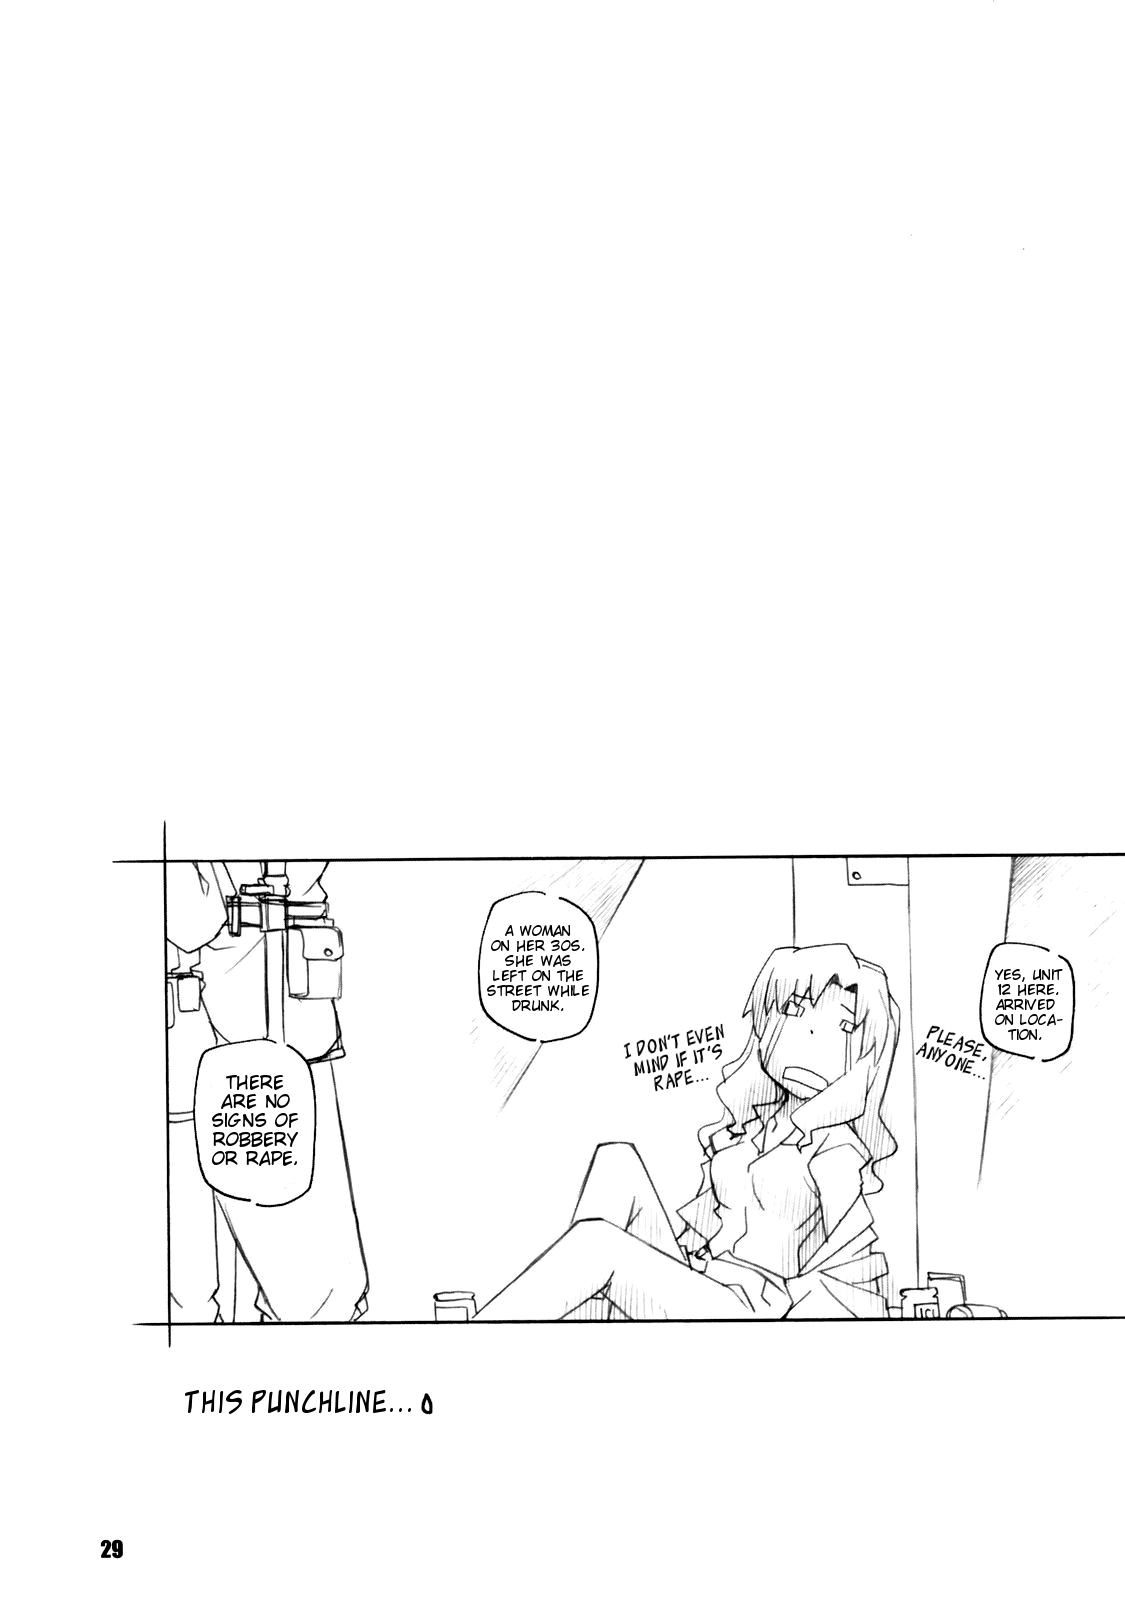 YES, UNIT
12 HERE.
ARRIVED
ON LOCA-
TION.
PLEASE,
ANYONE...
I DON'T EVEN
MIND IF IT'S
RAPE...
A WOMAN
ON HER 30S.
SHE WAS
LEFT ON THE
STREET WHILE
DRUNK.
THERE
ARE NO
SIGNS OF
ROBBERY
OR RAPE.
THIS PUNCHLINE...
29